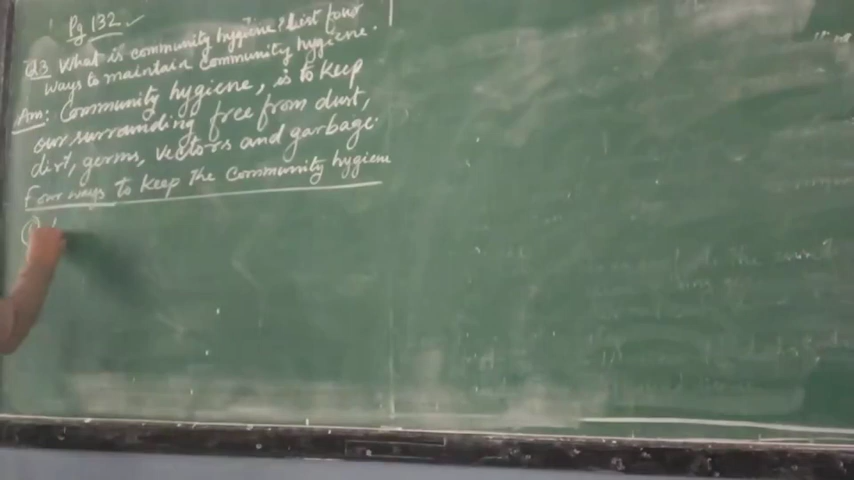 Pg 132
Q3 What is community hygiene? List four
ways to maintain community hygiene.
Ans: Community hygiene, is to keep
our surrounding free from dust,
dirt, germs, vectors and garbage.
Four ways to keep the community hygiene
①